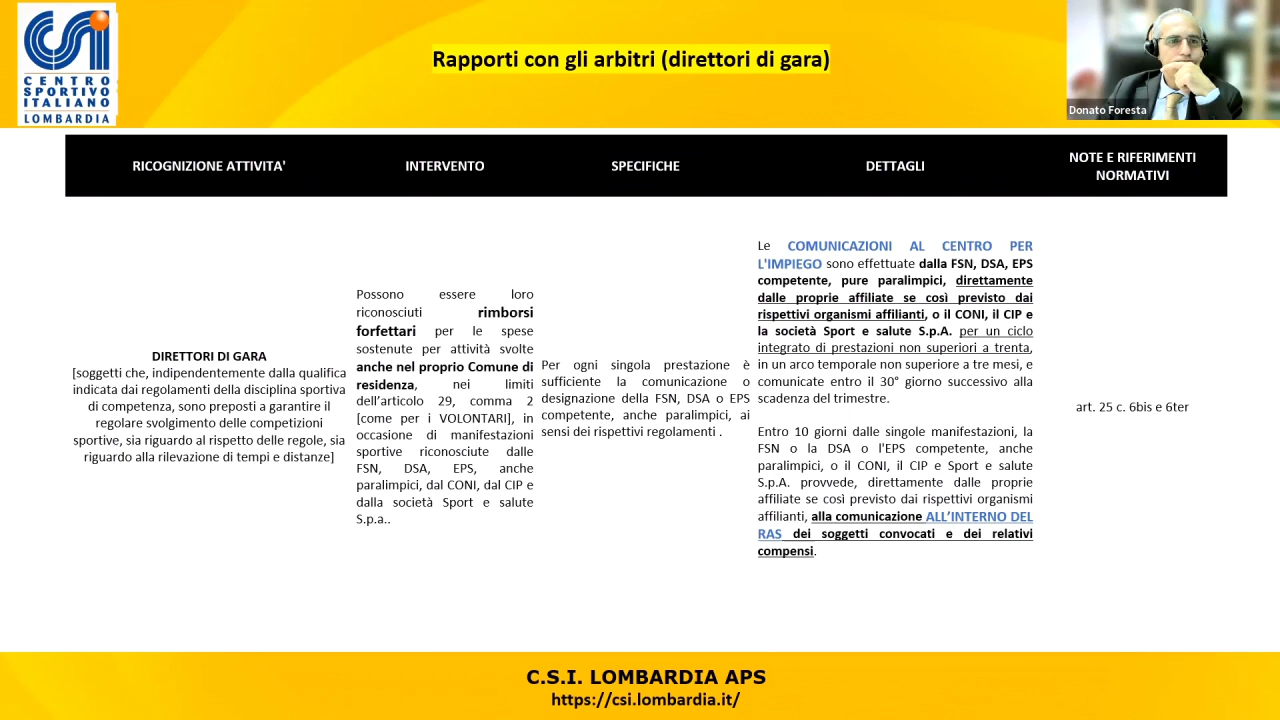 CSI
CENTRO
SPORTIVO
ITALIANO
LOMBARDIA
Rapporti con gli arbitri (direttori di gara)
Donato Foresta
RICOGNIZIONE ATTIVITA'
INTERVENTO
SPECIFICHE
DETTAGLI
NOTE E RIFERIMENTI
NORMATIVI
DIRETTORI DI GARA
[soggetti che, indipendentemente dalla qualifica
indicata dai regolamenti della disciplina sportiva
di competenza, sono preposti a garantire il
regolare svolgimento delle competizioni
sportive, sia riguardo al rispetto delle regole, sia
riguardo alla rilevazione di tempi e distanze]
Possono essere loro
riconosciuti rimborsi
forfettari per le spese
sostenute per attività svolte
anche nel proprio Comune di
residenza, nei limiti
dell’articolo 29, comma 2
[come per i VOLONTARI], in
occasione di manifestazioni
sportive riconosciute dalle
FSN, DSA, EPS, anche
paralimpici, dal CONI, dal CIP e
dalla società Sport e salute
S.p.a..
Per ogni singola prestazione è
sufficiente la comunicazione o
designazione della FSN, DSA o EPS
competente, anche paralimpici, ai
sensi dei rispettivi regolamenti .
Le COMUNICAZIONI AL CENTRO PER
L'IMPIEGO sono effettuate dalla FSN, DSA, EPS
competente, pure paralimpici, direttamente
dalle proprie affiliate se così previsto dai
rispettivi organismi affilianti, o il CONI, il CIP e
la società Sport e salute S.p.A. per un ciclo
integrato di prestazioni non superiori a trenta,
in un arco temporale non superiore a tre mesi, e
comunicate entro il 30° giorno successivo alla
scadenza del trimestre.
Entro 10 giorni dalle singole manifestazioni, la
FSN o la DSA o l'EPS competente, anche
paralimpici, o il CONI, il CIP e Sport e salute
S.p.A. provvede, direttamente dalle proprie
affiliate se così previsto dai rispettivi organismi
affilianti, alla comunicazione ALL’INTERNO DEL
RAS dei soggetti convocati e dei relativi
compensi.
art. 25 c. 6bis e 6ter
C.S.I. LOMBARDIA APS
https://csi.lombardia.it/